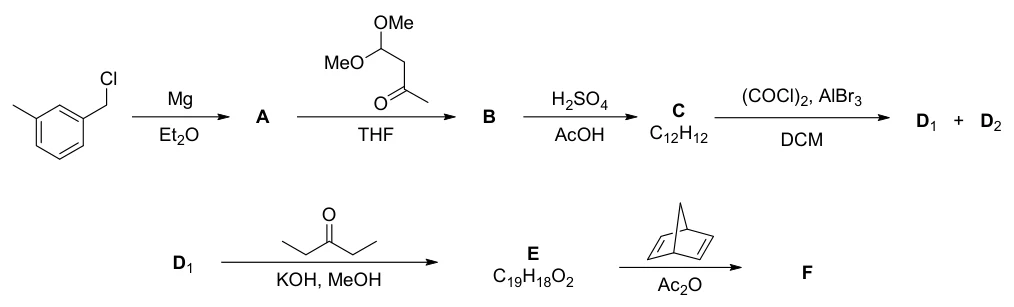 Cl
Mg
Et₂O
A
OMe
MeO
O
THF
B
H₂SO₄
AcOH
C
C₁₂H₁₂
(COCl)₂, AlBr₃
DCM
D₁ + D₂
D₁
O
KOH, MeOH
E
C₁₉H₁₈O₂
Ac₂O
F